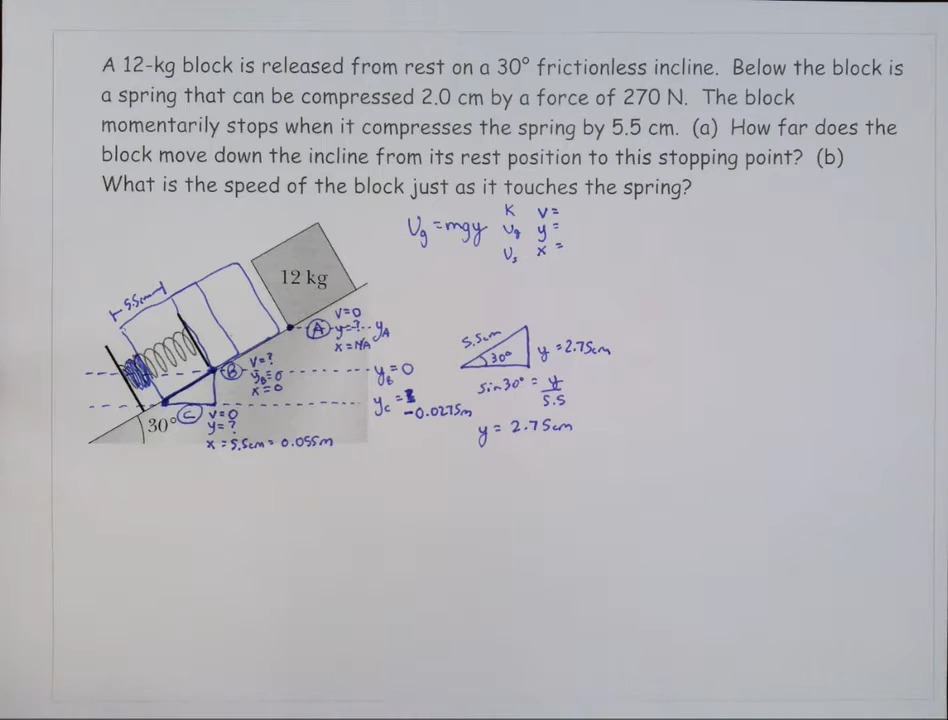 A 12-kg block is released from rest on a 30° frictionless incline. Below the block is
a spring that can be compressed 2.0 cm by a force of 270 N. The block
momentarily stops when it compresses the spring by 5.5 cm. (a) How far does the
block move down the incline from its rest position to this stopping point? (b)
What is the speed of the block just as it touches the spring?
Ug = mgy
K v =
Ug y =
Us x =
12 kg
5.5cm
A
v=0
y=?
x=NA
yA
B
v=?
yB=0
x=0
yB=0
yC =
-0.0275m
C
v=0
y=?
x=5.5cm=0.055m
30°
5.5cm
30°
y=2.75cm
sin30° = y/5.5
y = 2.75cm